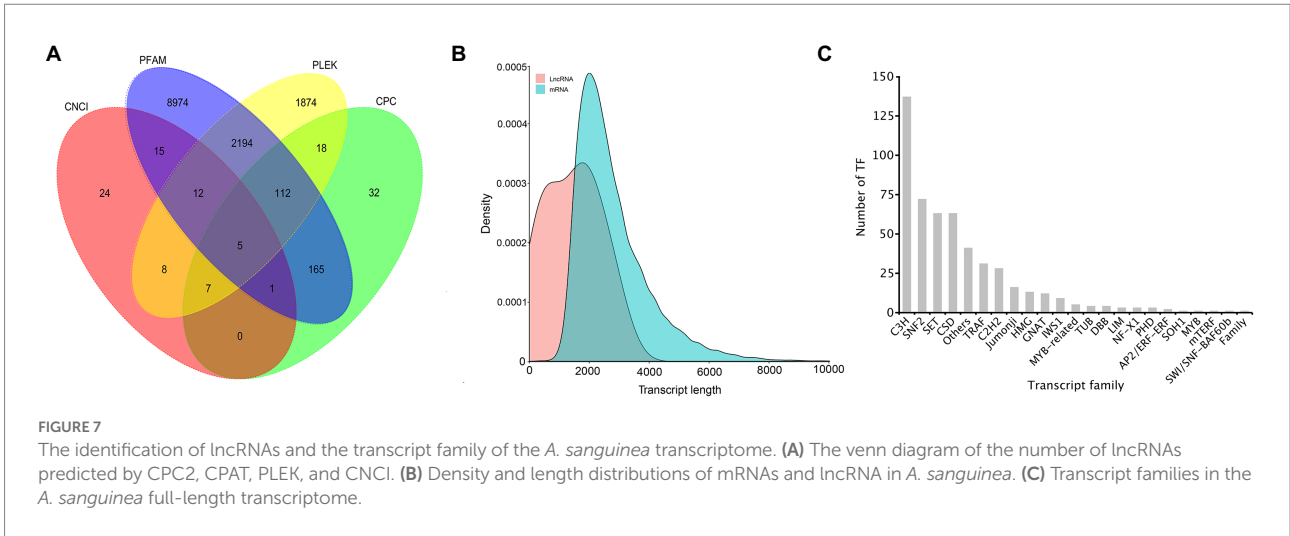 A
PFAM
PLEK
CNCI
CPC
8974
1874
15
2194
18
24
12
112
32
5
8
165
7
1
0
B
0.0005
0.0004
0.0003
0.0002
0.0001
0
LncRNA
mRNA
Density
0 2000 4000 6000 8000 10000
Transcript length
C
150
125
100
75
50
25
0
Number of TF
C3H
SNF2
SET
CSD
Others
TRAF
C2H2
Jumonji
HMG
GNAT
IWS1
MYB-related
TUB
DBB
LIM
NF-X1
PHD
AP2/ERF-ERF
SOH1
MYB
mTERF
SWI/SNF-BAF60b
Family
Transcript family
FIGURE 7
The identification of lncRNAs and the transcript family of the A. sanguinea transcriptome. (A) The venn diagram of the number of lncRNAs
predicted by CPC2, CPAT, PLEK, and CNCI. (B) Density and length distributions of mRNAs and lncRNA in A. sanguinea. (C) Transcript families in the
A. sanguinea full-length transcriptome.